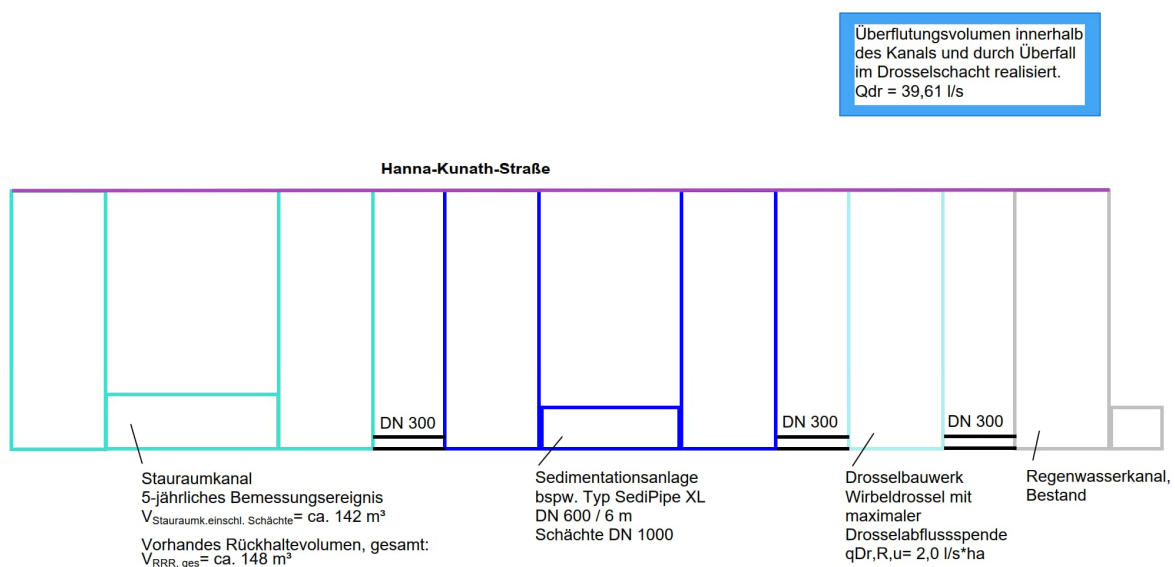 Überflutungsvolumen innerhalb
des Kanals und durch Überfall
im Drosselschacht realisiert.
Qdr = 39,61 l/s
Hanna-Kunath-Straße
DN 300
DN 300
DN 300
Stauraumkanal
5-jährliches Bemessungsereignis
VStauraumk.einschl. Schächte= ca. 142 m³
Vorhandes Rückhaltevolumen, gesamt:
VRRR, ges= ca. 148 m³
Sedimentationsanlage
bspw. Typ SediPipe XL
DN 600 / 6 m
Schächte DN 1000
Drosselbauwerk
Wirbeldrossel mit
maximaler
Drosselabflussspende
qDr,R,u= 2,0 l/s*ha
Regenwasserkanal,
Bestand